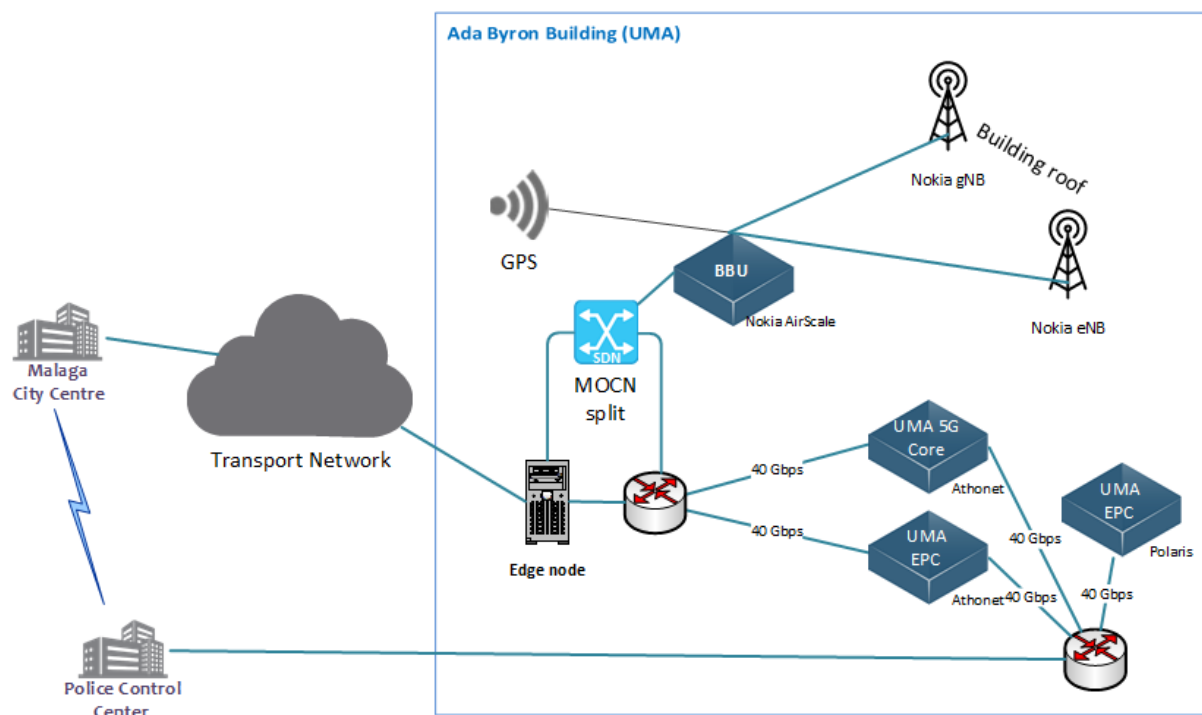 Ada Byron Building (UMA)
Building roof
Nokia gNB
GPS
BBU
Nokia AirScale
Nokia eNB
SDN
MOCN
split
Malaga
City Centre
Transport Network
UMA 5G
Core
Athonet
40 Gbps
UMA
EPC
Polaris
40 Gbps
UMA
EPC
Athonet
40 Gbps
40 Gbps
40 Gbps
Edge node
Police Control
Center